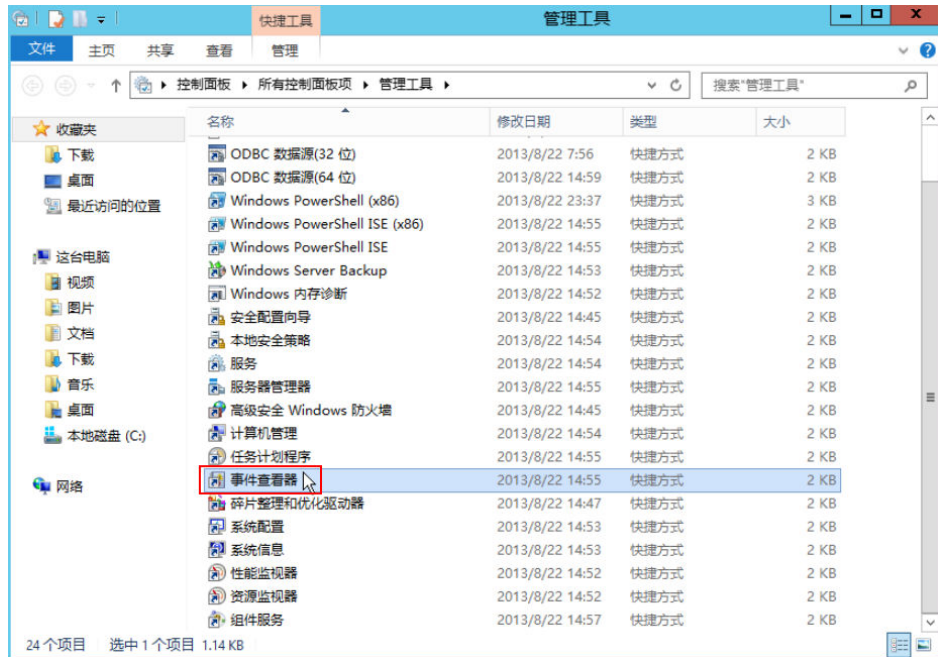 快捷工具 管理工具
文件 主页 共享 查看 管理
控制面板 所有控制面板项 管理工具 搜索"管理工具"
收藏夹
下载
桌面
最近访问的位置
这台电脑
视频
图片
文档
下载
音乐
桌面
本地磁盘 (C:)
网络
名称 修改日期 类型 大小
ODBC 数据源(32 位) 2013/8/22 7:56 快捷方式 2 KB
ODBC 数据源(64 位) 2013/8/22 14:59 快捷方式 2 KB
Windows PowerShell (x86) 2013/8/22 23:37 快捷方式 3 KB
Windows PowerShell ISE (x86) 2013/8/22 14:55 快捷方式 2 KB
Windows PowerShell ISE 2013/8/22 14:55 快捷方式 2 KB
Windows Server Backup 2013/8/22 14:53 快捷方式 2 KB
Windows 内存诊断 2013/8/22 14:52 快捷方式 2 KB
安全配置向导 2013/8/22 14:45 快捷方式 2 KB
本地安全策略 2013/8/22 14:54 快捷方式 2 KB
服务 2013/8/22 14:54 快捷方式 2 KB
服务器管理器 2013/8/22 14:55 快捷方式 2 KB
高级安全 Windows 防火墙 2013/8/22 14:45 快捷方式 2 KB
计算机管理 2013/8/22 14:54 快捷方式 2 KB
任务计划程序 2013/8/22 14:55 快捷方式 2 KB
事件查看器 2013/8/22 14:55 快捷方式 2 KB
碎片整理和优化驱动器 2013/8/22 14:47 快捷方式 2 KB
系统配置 2013/8/22 14:53 快捷方式 2 KB
系统信息 2013/8/22 14:53 快捷方式 2 KB
性能监视器 2013/8/22 14:52 快捷方式 2 KB
资源监视器 2013/8/22 14:52 快捷方式 2 KB
组件服务 2013/8/22 14:57 快捷方式 2 KB
24 个项目 选中 1 个项目 1.14 KB